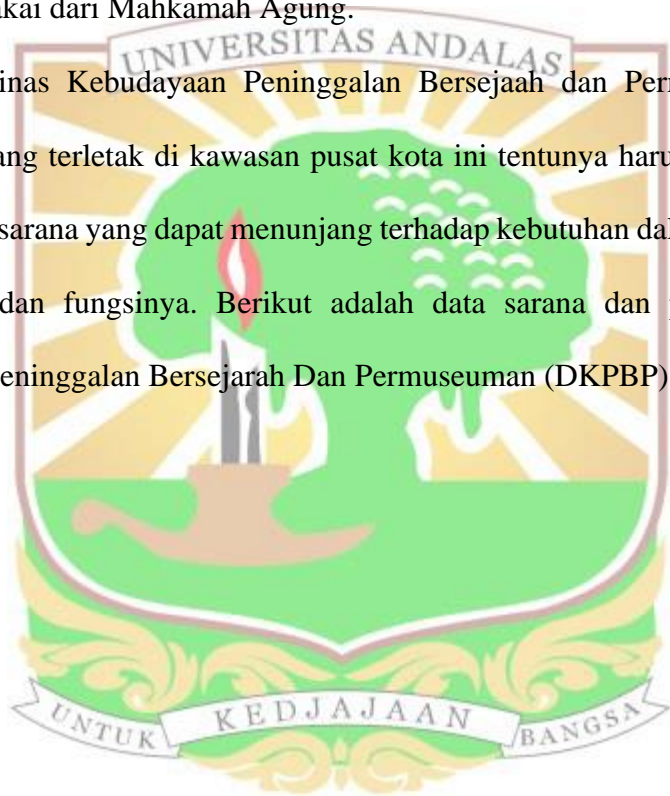 akai dari Mahkamah Agung.
UNIVERSITAS ANDALAS
inas Kebudayaan Peninggalan Bersejaah dan Per
ang terletak di kawasan pusat kota ini tentunya haru
sarana yang dapat menunjang terhadap kebutuhan dal
dan fungsinya. Berikut adalah data sarana dan
eninggalan Bersejarah Dan Permuseuman (DKPBP)
UNTUK KEDJAJAAN BANGSA